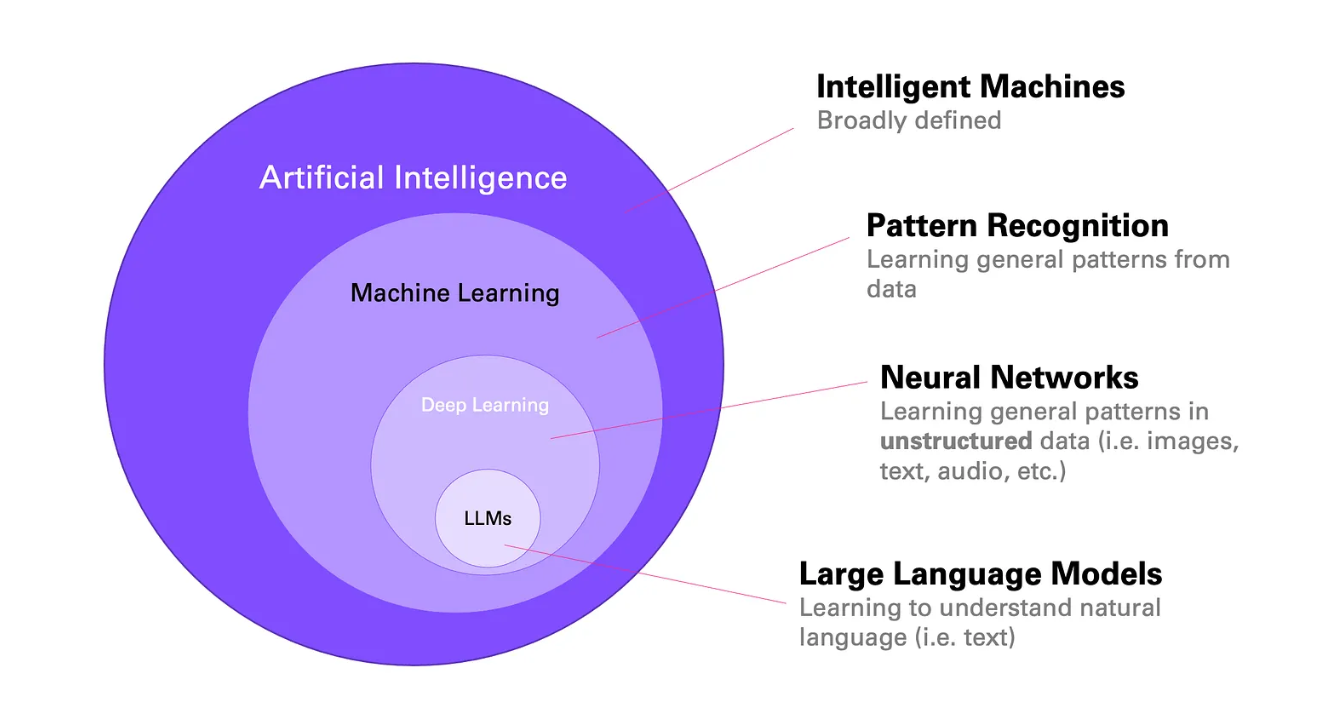 Artificial Intelligence
Machine Learning
Deep Learning
LLMs
Intelligent Machines
Broadly defined
Pattern Recognition
Learning general patterns from
data
Neural Networks
Learning general patterns in
unstructured data (i.e. images,
text, audio, etc.)
Large Language Models
Learning to understand natural
language (i.e. text)